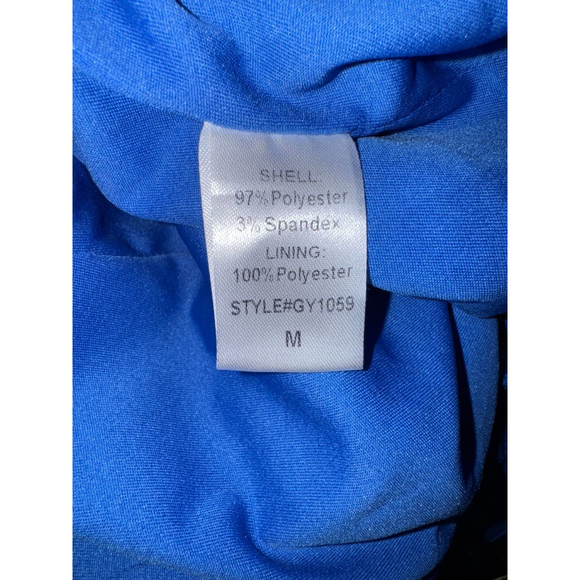 SHELL:
97% Polyester
3% Spandex
LINING:
100% Polyester
STYLE#GY1059
M